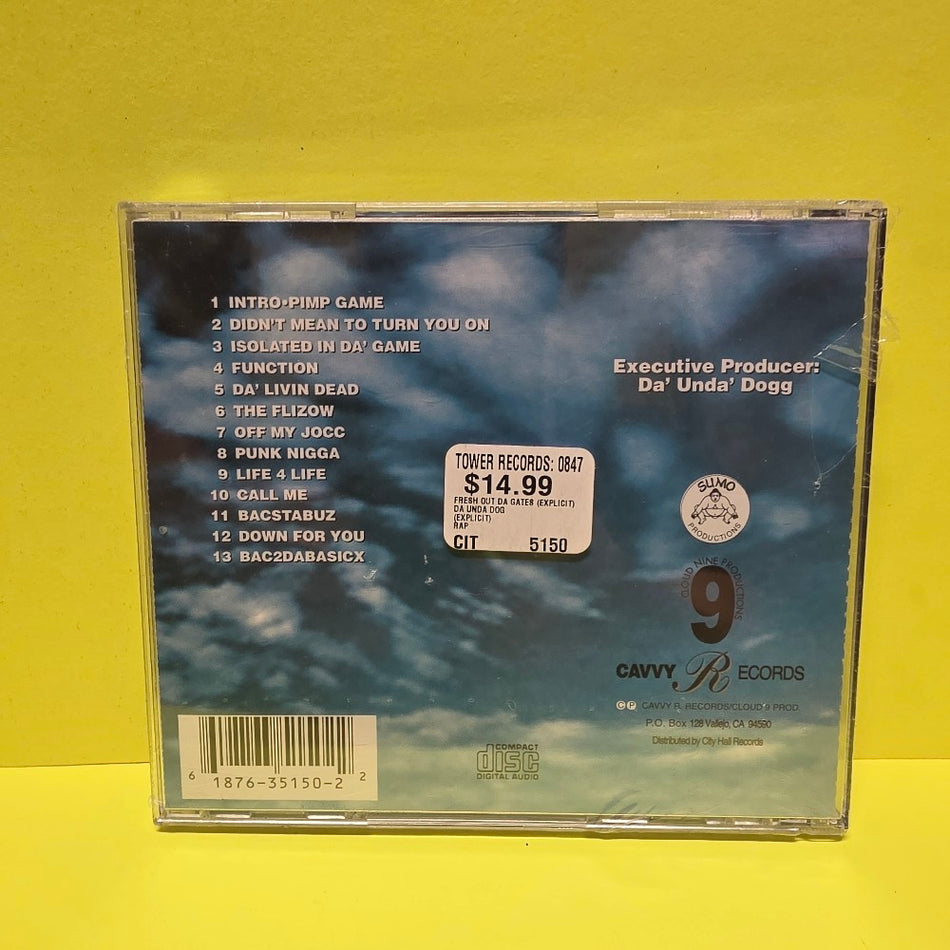 1 INTRO•PIMP GAME
2 DIDN'T MEAN TO TURN YOU ON
3 ISOLATED IN DA' GAME
4 FUNCTION
5 DA' LIVIN DEAD
6 THE FLIZOW
7 OFF MY JOCC
8 PUNK NIGGA
9 LIFE 4 LIFE
10 CALL ME
11 BACSTABUZ
12 DOWN FOR YOU
13 BAC2DABASICX
Executive Producer:
Da' Unda' Dogg
TOWER RECORDS: 0847
$14.99
FRESH OUT DA GATES (EXPLICIT)
DA UNDA DOG
(EXPLICIT)
RAP
CIT 5150
SUMO
PRODUCTIONS
CLOUD NINE PRODUCTIONS
9
CAVVY RECORDS
© ℗ CAVVY R. RECORDS/CLOUD 9 PROD.
P.O. Box 128 Vallejo, CA 94590
Distributed by City Hall Records
6 1876-35150-2 2
COMPACT
disc
DIGITAL AUDIO